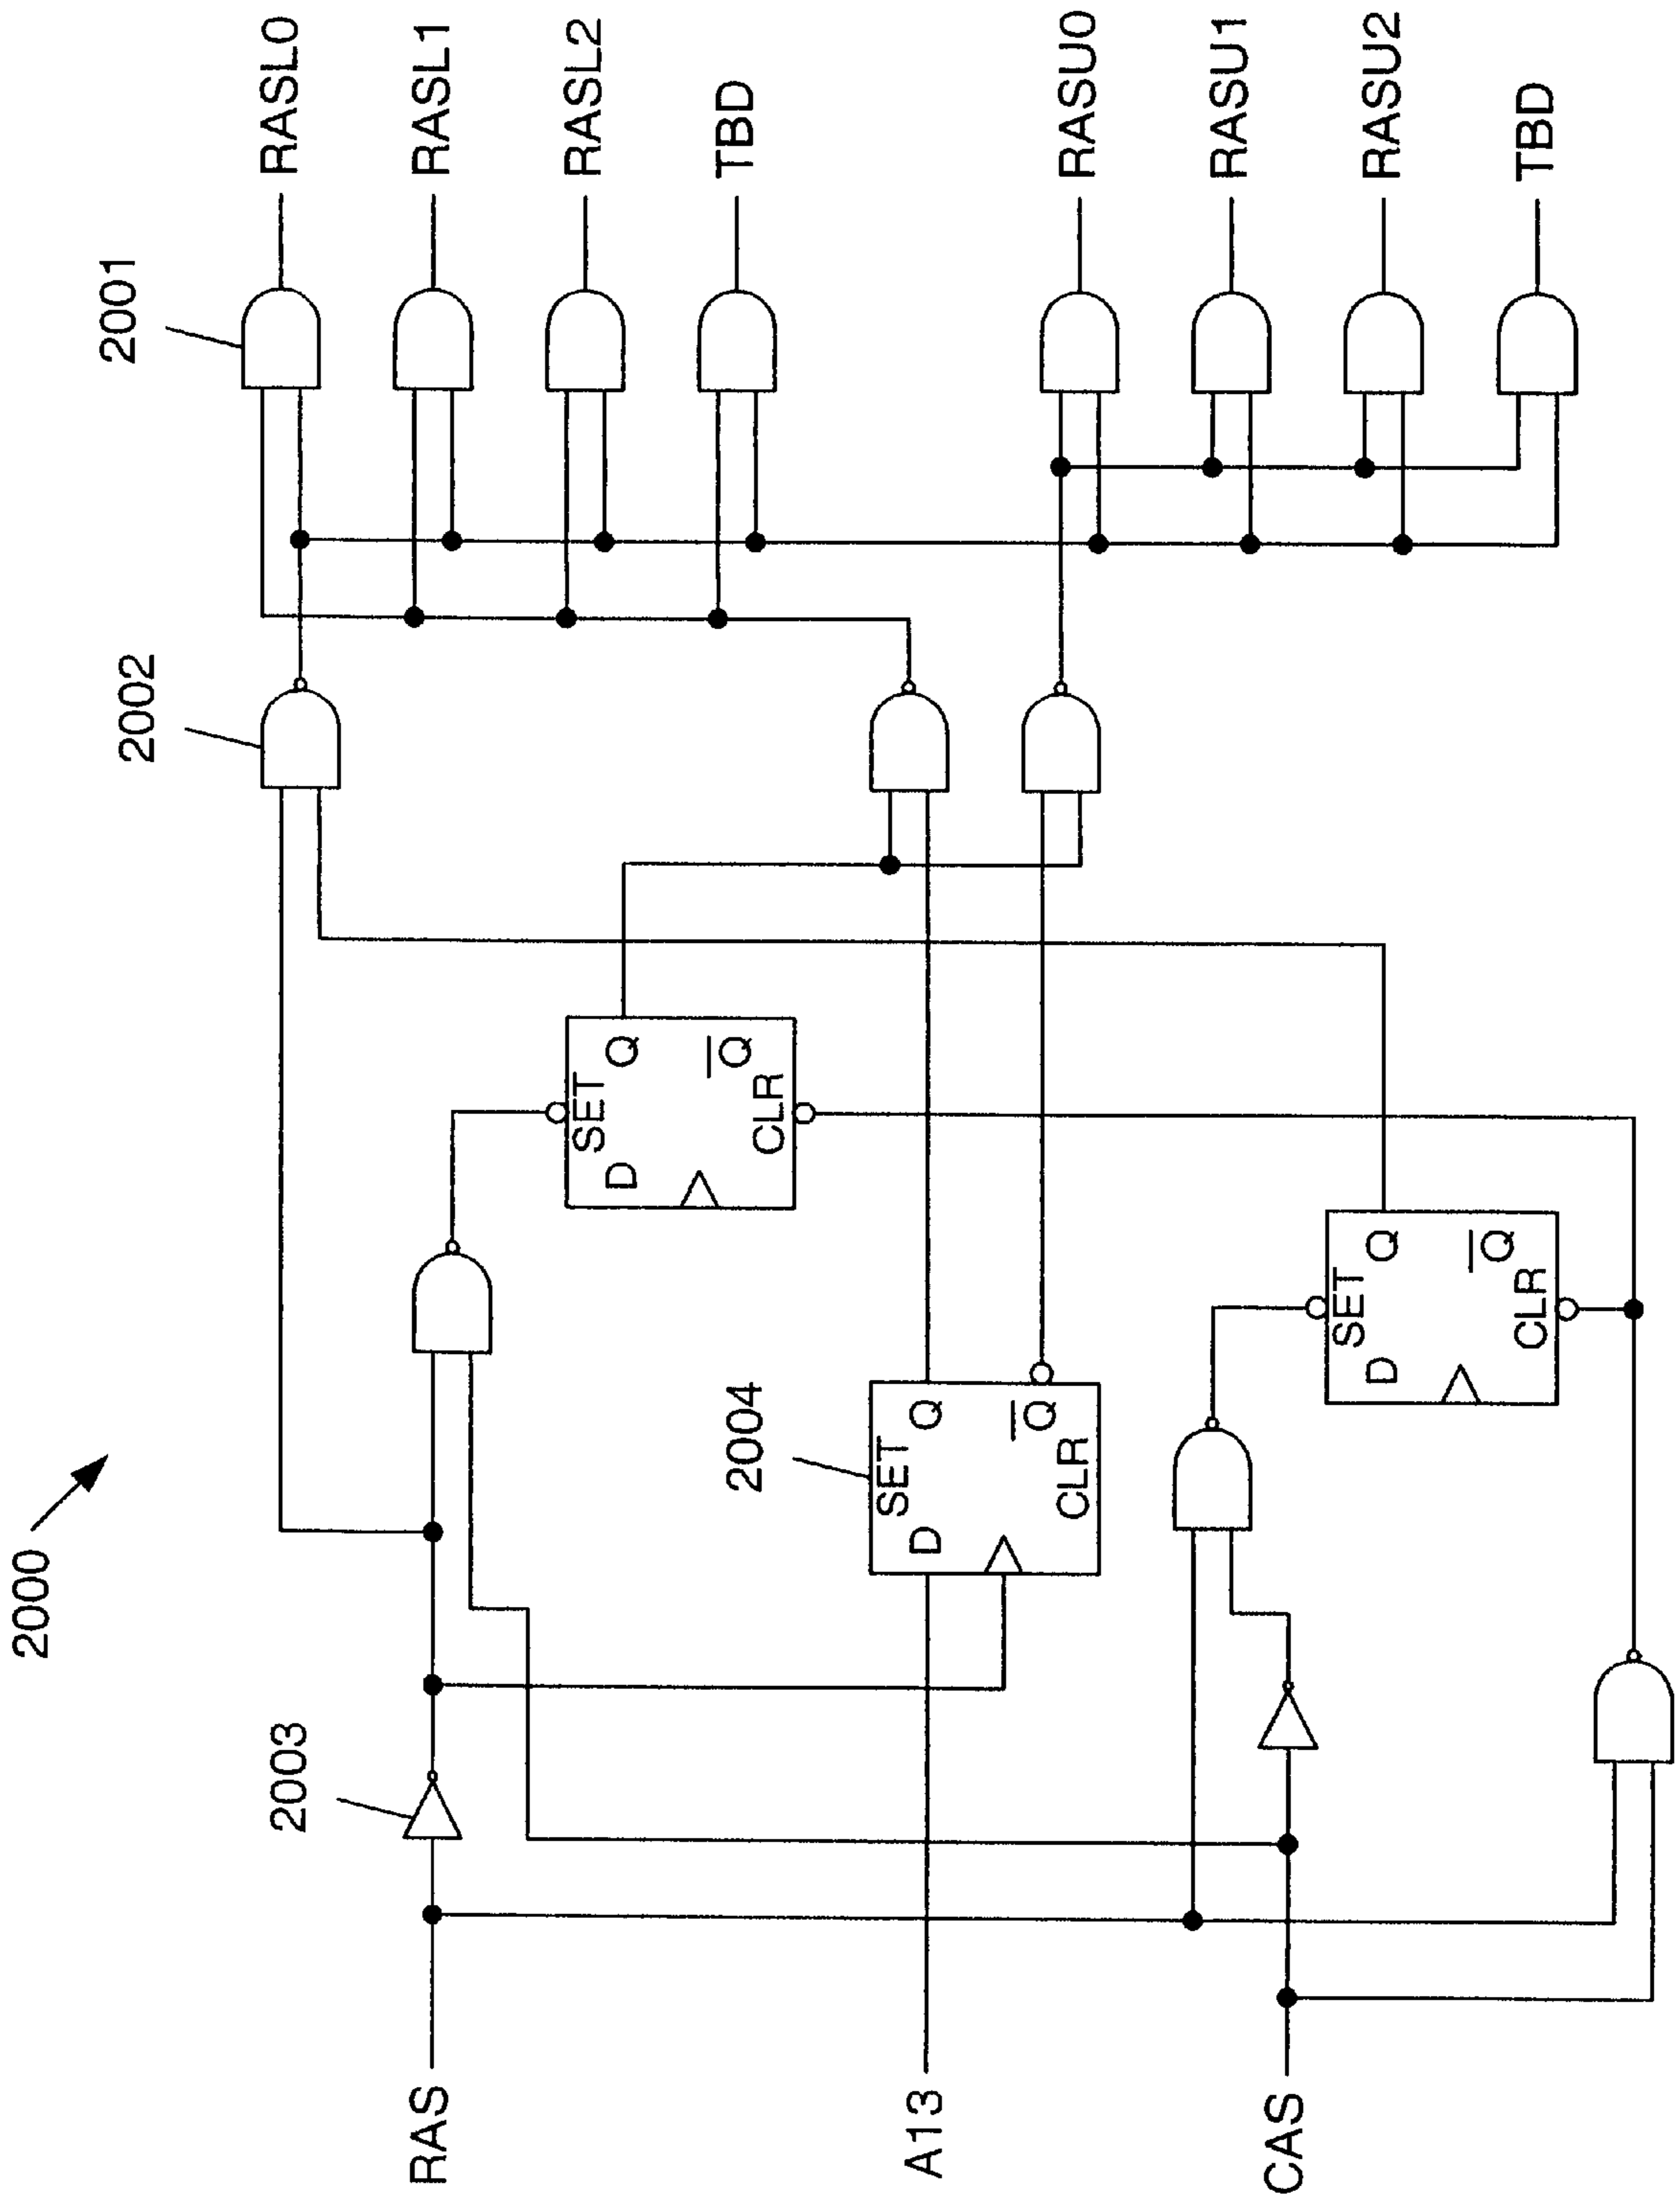 2000
RAS
A13
CAS
2003
2004
SET
D
Q
Q
CLR
SET
D
Q
Q
CLR
SET
D
Q
Q
CLR
2002
2001
RASL0
RASL1
RASL2
TBD
RASU0
RASU1
RASU2
TBD